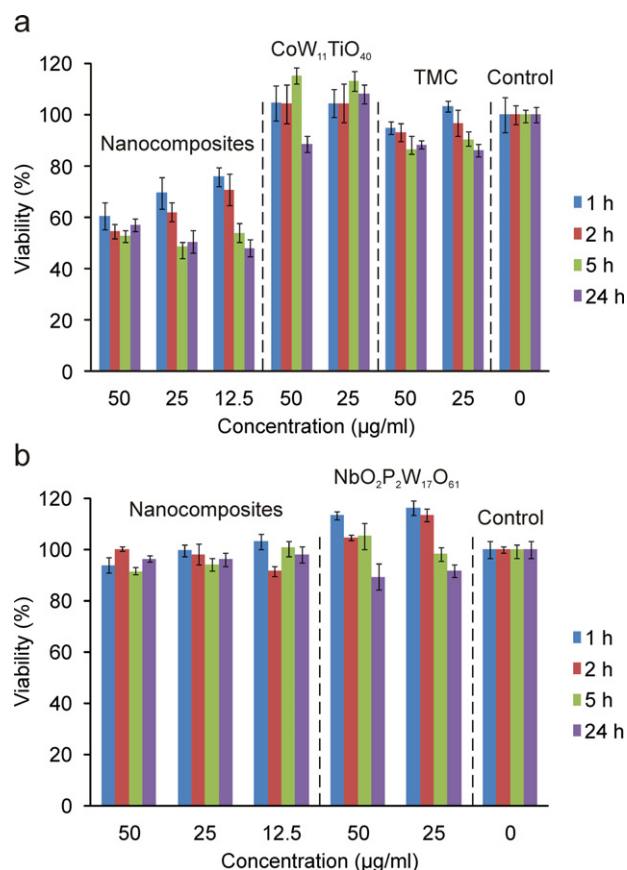 a
CoW₁₁TiO₄₀
TMC
Control
Nanocomposites
120
100
80
60
40
20
0
Viability (%)
1 h
2 h
5 h
24 h
50 25 12.5 50 25 50 25 0
Concentration (μg/ml)
b
NbO₂P₂W₁₇O₆₁
Nanocomposites
Control
120
100
80
60
40
20
0
Viability (%)
1 h
2 h
5 h
24 h
50 25 12.5 50 25 0
Concentration (μg/ml)